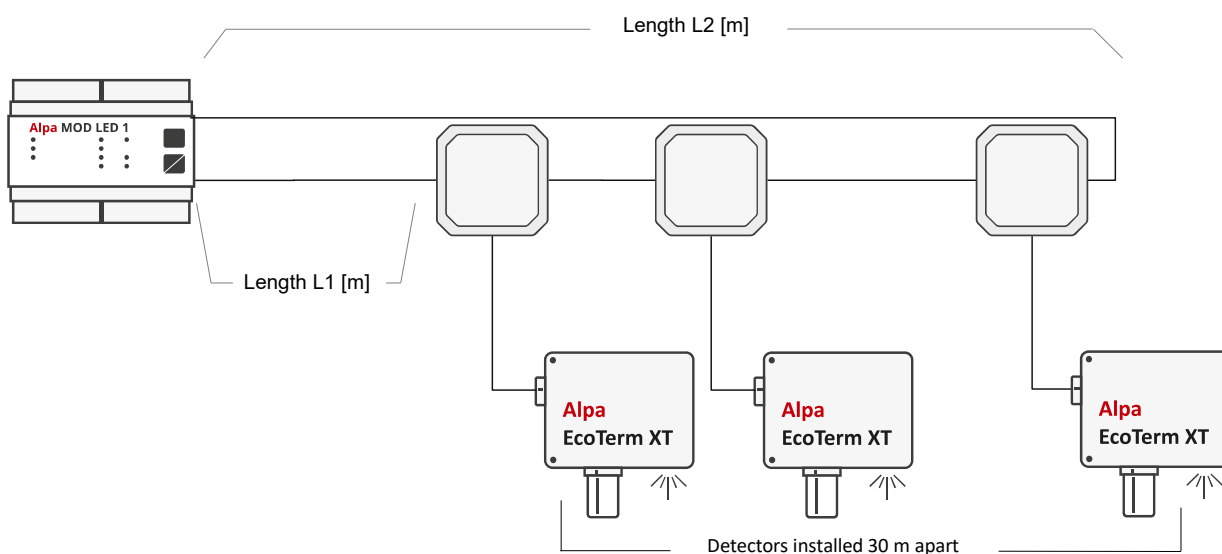 Length L2 [m]
Alpa MOD LED 1
Length L1 [m]
Alpa
EcoTerm XT
Alpa
EcoTerm XT
Alpa
EcoTerm XT
Detectors installed 30 m apart